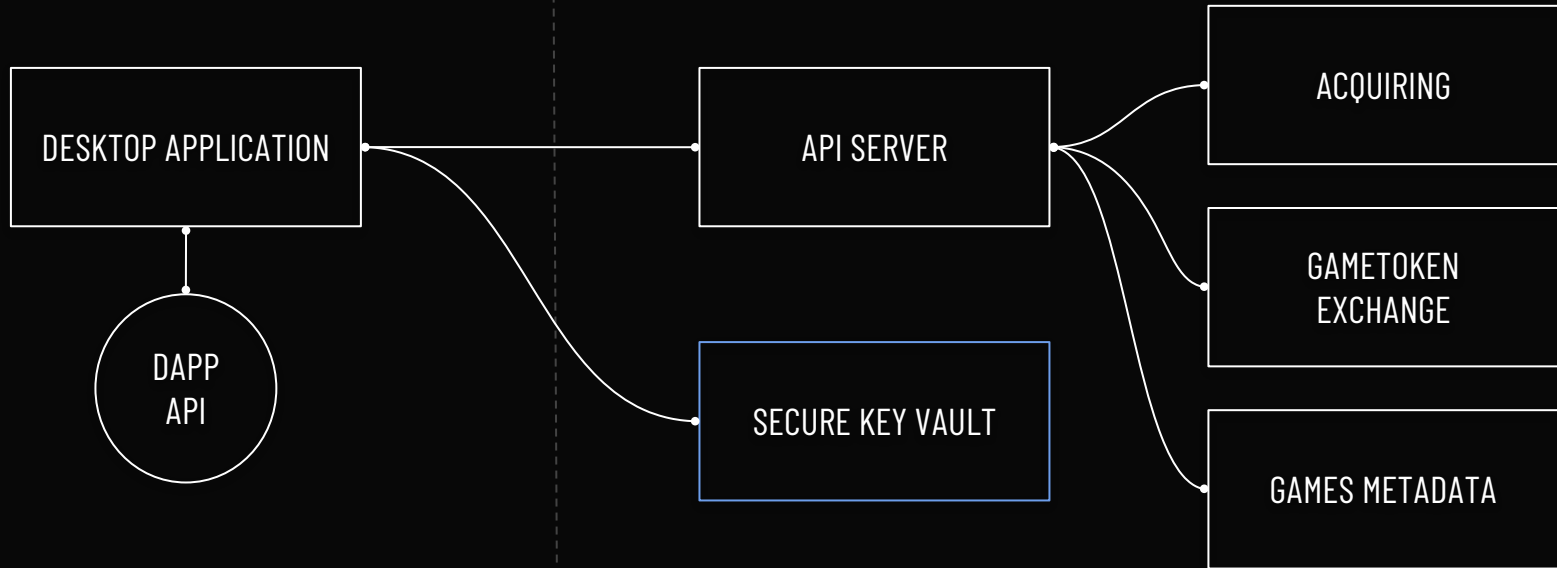 DESKTOP APPLICATION
API SERVER
ACQUIRING
GAMETOKEN
EXCHANGE
DAPP
API
SECURE KEY VAULT
GAMES METADATA